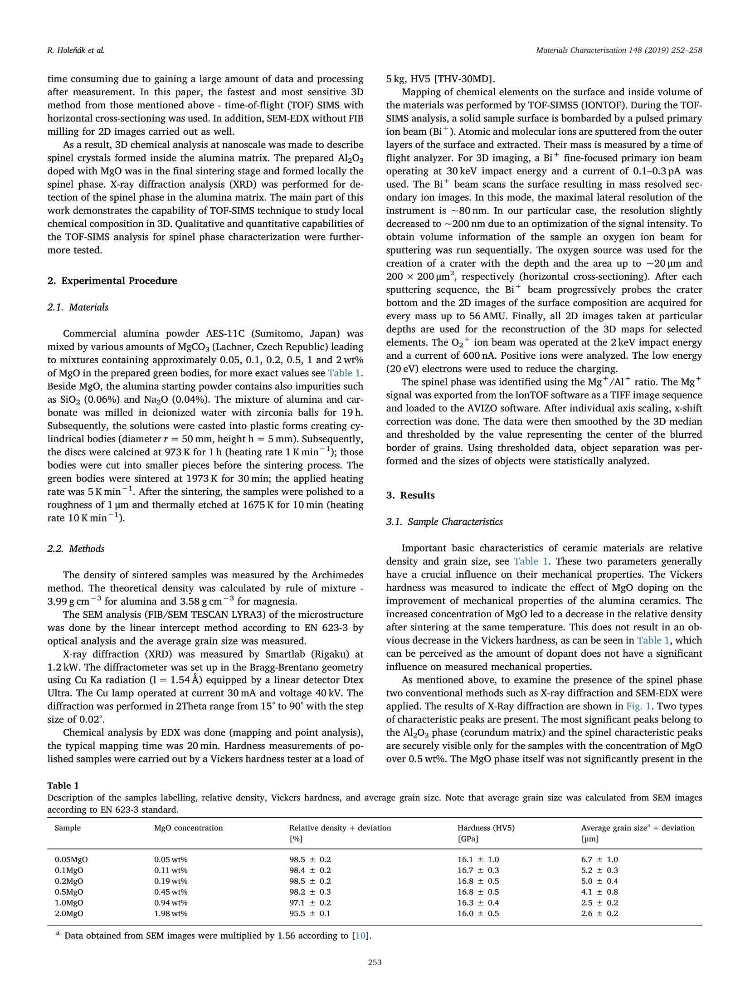 R. Holeňák et al.
Materials Characterization 148 (2019) 252–258
time consuming due to gaining a large amount of data and processing
after measurement. In this paper, the fastest and most sensitive 3D
method from those mentioned above - time-of-flight (TOF) SIMS with
horizontal cross-sectioning was used. In addition, SEM-EDX without FIB
milling for 2D images carried out as well.
As a result, 3D chemical analysis at nanoscale was made to describe
spinel crystals formed inside the alumina matrix. The prepared Al₂O₃
doped with MgO was in the final sintering stage and formed locally the
spinel phase. X-ray diffraction analysis (XRD) was performed for de-
tection of the spinel phase in the alumina matrix. The main part of this
work demonstrates the capability of TOF-SIMS technique to study local
chemical composition in 3D. Qualitative and quantitative capabilities of
the TOF-SIMS analysis for spinel phase characterization were further-
more tested.
2. Experimental Procedure
2.1. Materials
Commercial alumina powder AES-11C (Sumitomo, Japan) was
mixed by various amounts of MgCO₃ (Lachner, Czech Republic) leading
to mixtures containing approximately 0.05, 0.1, 0.2, 0.5, 1 and 2 wt%
of MgO in the prepared green bodies, for more exact values see Table 1.
Beside MgO, the alumina starting powder contains also impurities such
as SiO₂ (0.06%) and Na₂O (0.04%). The mixture of alumina and car-
bonate was milled in deionized water with zirconia balls for 19 h.
Subsequently, the solutions were casted into plastic forms creating cy-
lindrical bodies (diameter r = 50 mm, height h = 5 mm). Subsequently,
the discs were calcined at 973 K for 1 h (heating rate 1 K min⁻¹); those
bodies were cut into smaller pieces before the sintering process. The
green bodies were sintered at 1973 K for 30 min; the applied heating
rate was 5 K min⁻¹. After the sintering, the samples were polished to a
roughness of 1 μm and thermally etched at 1675 K for 10 min (heating
rate 10 K min⁻¹).
2.2. Methods
The density of sintered samples was measured by the Archimedes
method. The theoretical density was calculated by rule of mixture -
3.99 g cm⁻³ for alumina and 3.58 g cm⁻³ for magnesia.
The SEM analysis (FIB/SEM TESCAN LYRA3) of the microstructure
was done by the linear intercept method according to EN 623-3 by
optical analysis and the average grain size was measured.
X-ray diffraction (XRD) was measured by Smartlab (Rigaku) at
1.2 kW. The diffractometer was set up in the Bragg-Brentano geometry
using Cu Ka radiation (l = 1.54 Å) equipped by a linear detector Dtex
Ultra. The Cu lamp operated at current 30 mA and voltage 40 kV. The
diffraction was performed in 2Theta range from 15° to 90° with the step
size of 0.02°.
Chemical analysis by EDX was done (mapping and point analysis),
the typical mapping time was 20 min. Hardness measurements of po-
lished samples were carried out by a Vickers hardness tester at a load of
5 kg, HV5 [THV-30MD].
Mapping of chemical elements on the surface and inside volume of
the materials was performed by TOF-SIMS5 (IONTOF). During the TOF-
SIMS analysis, a solid sample surface is bombarded by a pulsed primary
ion beam (Bi⁺). Atomic and molecular ions are sputtered from the outer
layers of the surface and extracted. Their mass is measured by a time of
flight analyzer. For 3D imaging, a Bi⁺ fine-focused primary ion beam
operating at 30 keV impact energy and a current of 0.1–0.3 pA was
used. The Bi⁺ beam scans the surface resulting in mass resolved sec-
ondary ion images. In this mode, the maximal lateral resolution of the
instrument is ~80 nm. In our particular case, the resolution slightly
decreased to ~200 nm due to an optimization of the signal intensity. To
obtain volume information of the sample an oxygen ion beam for
sputtering was run sequentially. The oxygen source was used for the
creation of a crater with the depth and the area up to ~20 μm and
200 × 200 μm², respectively (horizontal cross-sectioning). After each
sputtering sequence, the Bi⁺ beam progressively probes the crater
bottom and the 2D images of the surface composition are acquired for
every mass up to 56 AMU. Finally, all 2D images taken at particular
depths are used for the reconstruction of the 3D maps for selected
elements. The O₂⁺ ion beam was operated at the 2 keV impact energy
and a current of 600 nA. Positive ions were analyzed. The low energy
(20 eV) electrons were used to reduce the charging.
The spinel phase was identified using the Mg⁺/Al⁺ ratio. The Mg⁺
signal was exported from the IonTOF software as a TIFF image sequence
and loaded to the AVIZO software. After individual axis scaling, x-shift
correction was done. The data were then smoothed by the 3D median
and thresholded by the value representing the center of the blurred
border of grains. Using thresholded data, object separation was per-
formed and the sizes of objects were statistically analyzed.
3. Results
3.1. Sample Characteristics
Important basic characteristics of ceramic materials are relative
density and grain size, see Table 1. These two parameters generally
have a crucial influence on their mechanical properties. The Vickers
hardness was measured to indicate the effect of MgO doping on the
improvement of mechanical properties of the alumina ceramics. The
increased concentration of MgO led to a decrease in the relative density
after sintering at the same temperature. This does not result in an ob-
vious decrease in the Vickers hardness, as can be seen in Table 1, which
can be perceived as the amount of dopant does not have a significant
influence on measured mechanical properties.
As mentioned above, to examine the presence of the spinel phase
two conventional methods such as X-ray diffraction and SEM-EDX were
applied. The results of X-Ray diffraction are shown in Fig. 1. Two types
of characteristic peaks are present. The most significant peaks belong to
the Al₂O₃ phase (corundum matrix) and the spinel characteristic peaks
are securely visible only for the samples with the concentration of MgO
over 0.5 wt%. The MgO phase itself was not significantly present in the
Table 1
Description of the samples labelling, relative density, Vickers hardness, and average grain size. Note that average grain size was calculated from SEM images
according to EN 623-3 standard.
Sample MgO concentration Relative density + deviation Hardness (HV5) Average grain sizeᵃ + deviation
[%] [GPa] [μm]
0.05MgO 0.05 wt% 98.5 ± 0.2 16.1 ± 1.0 6.7 ± 1.0
0.1MgO 0.11 wt% 98.4 ± 0.2 16.7 ± 0.3 5.2 ± 0.3
0.2MgO 0.19 wt% 98.5 ± 0.2 16.8 ± 0.5 5.0 ± 0.4
0.5MgO 0.45 wt% 98.2 ± 0.3 16.8 ± 0.5 4.1 ± 0.8
1.0MgO 0.94 wt% 97.1 ± 0.2 16.3 ± 0.4 2.5 ± 0.2
2.0MgO 1.98 wt% 95.5 ± 0.1 16.0 ± 0.5 2.6 ± 0.2
ᵃ Data obtained from SEM images were multiplied by 1.56 according to [10].
253